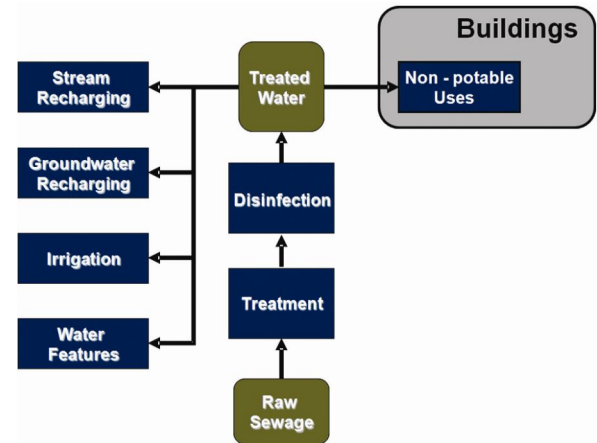 Buildings
Stream
Recharging
Treated
Water
Non - potable
Uses
Groundwater
Recharging
Disinfection
Irrigation
Treatment
Water
Features
Raw
Sewage